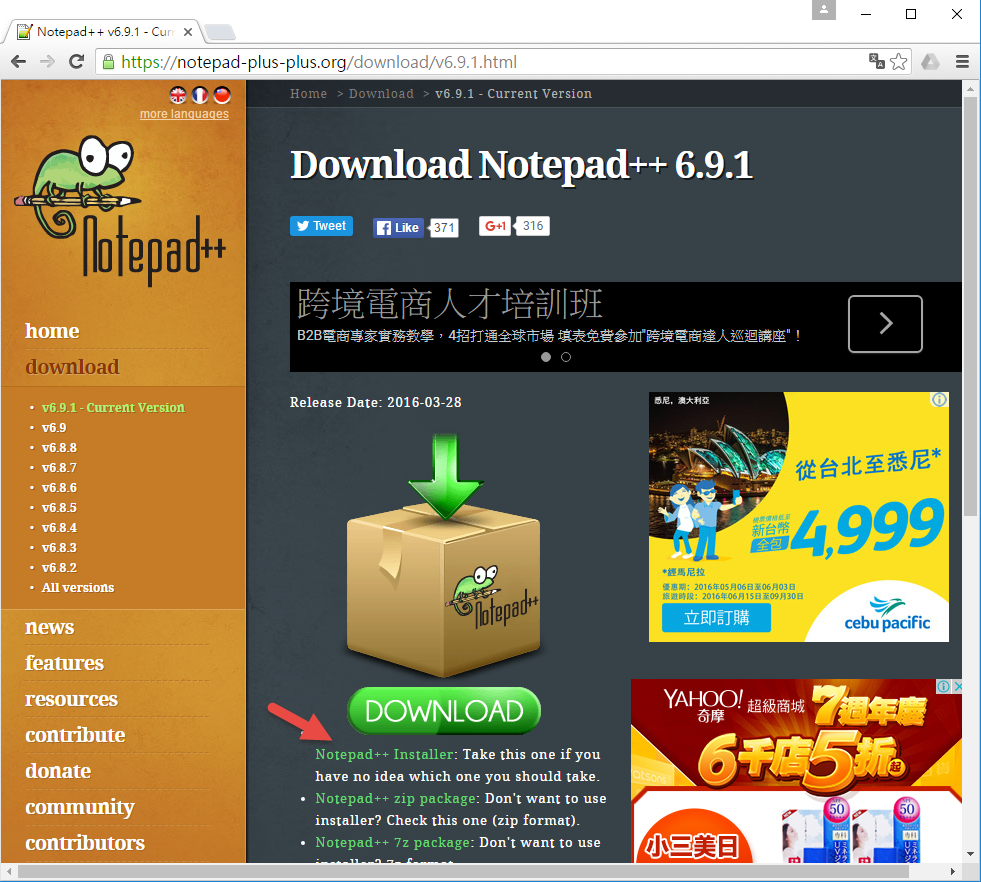 Notepad++ v6.9.1 - Curr
https://notepad-plus-plus.org/download/v6.9.1.html
more languages
Notepad++
home
download
v6.9.1 - Current Version
v6.9
v6.8.8
v6.8.7
v6.8.6
v6.8.5
v6.8.4
v6.8.3
v6.8.2
All versions
news
features
resources
contribute
donate
community
contributors
Home > Download > v6.9.1 - Current Version
Download Notepad++ 6.9.1
Tweet Like 371 G+1 316
跨境電商人才培訓班
B2B電商專家實務教學，4招打通全球市場 填表免費參加"跨境電商達人巡迴講座"！
Release Date: 2016-03-28
Notepad++
DOWNLOAD
Notepad++ Installer: Take this one if you
have no idea which one you should take.
• Notepad++ zip package: Don't want to use
installer? Check this one (zip format).
• Notepad++ 7z package: Don't want to use
installer? 7z format
悉尼，澳大利亞
從台北至悉尼*
新台幣
全包
4,999
*經馬尼拉
優惠期：2016年05月06日至06月03日
旅遊時段：2016年06月15日至09月30日
立即訂購
cebu pacific
YAHOO!
奇摩
超級商城
7週年慶
6千店5折起
小三美日
50
50